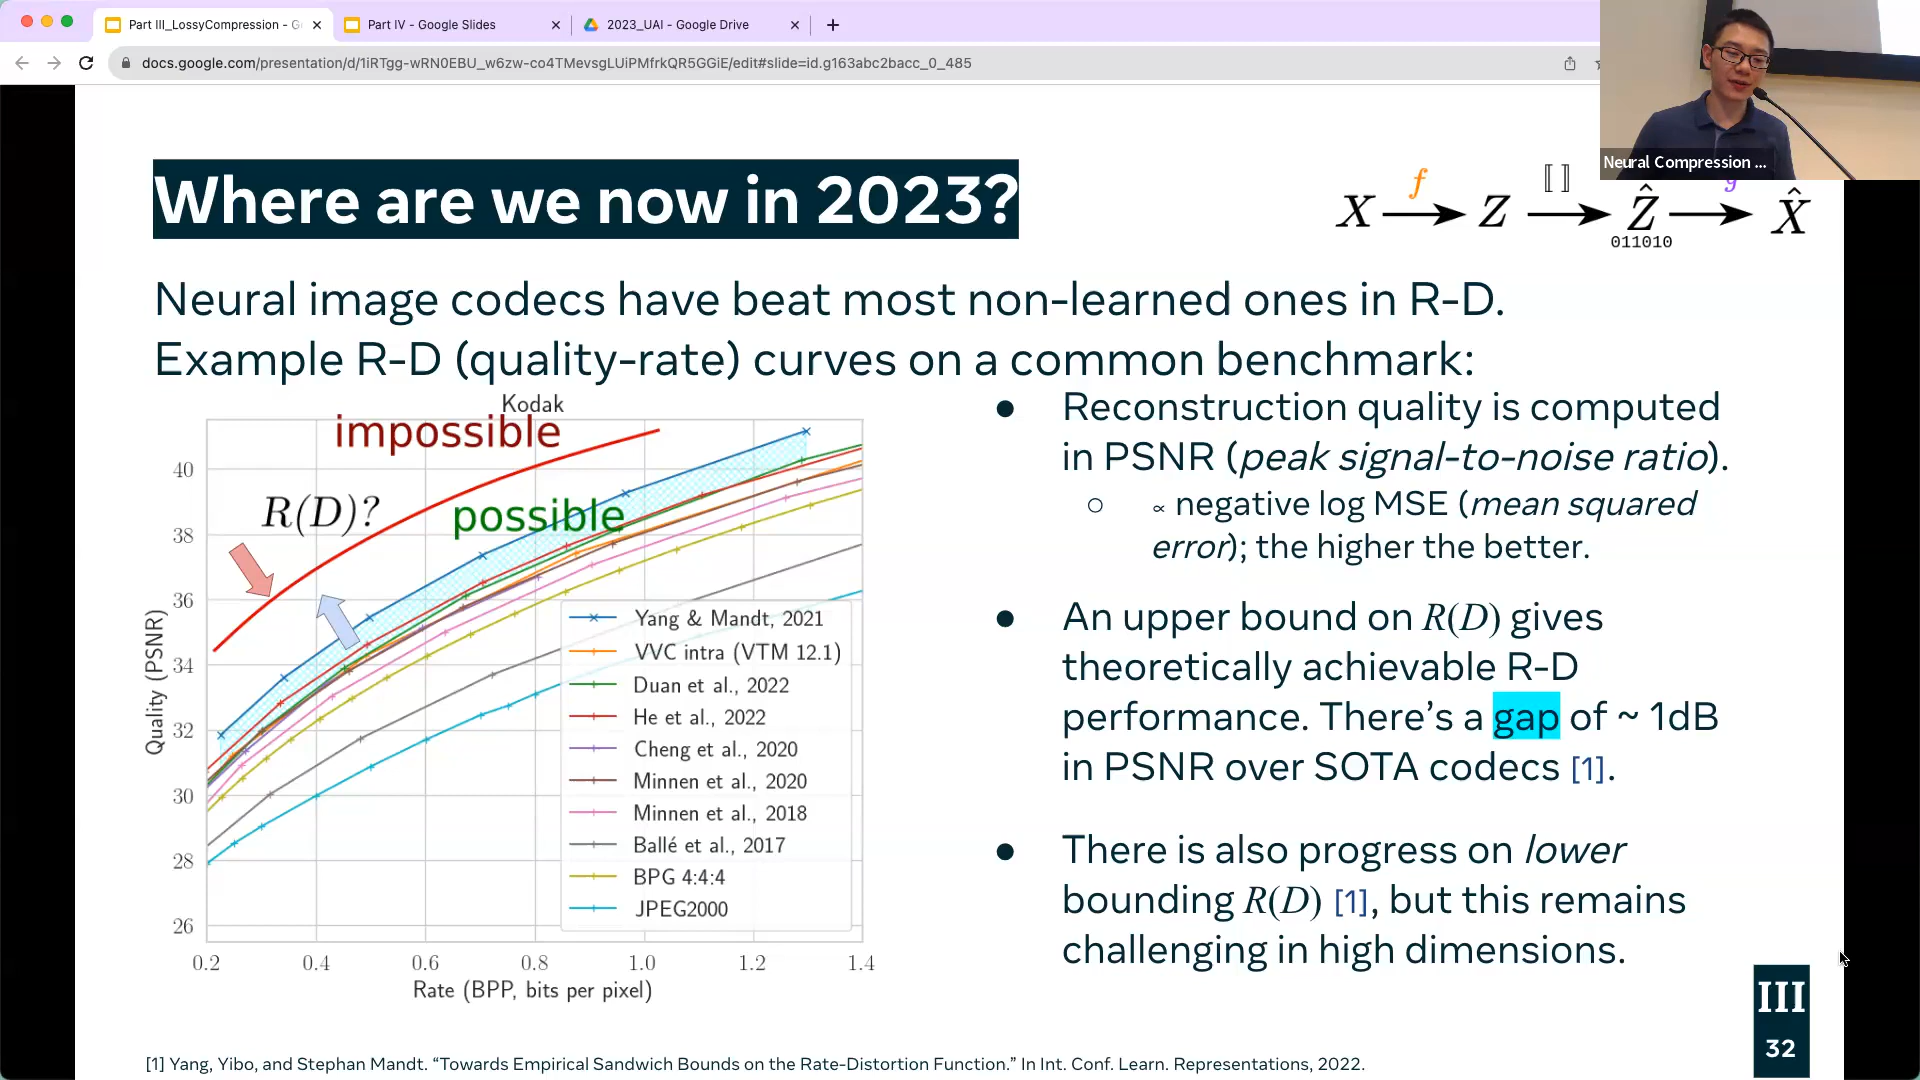 Part III_LossyCompression - G
Part IV - Google Slides
2023_UAI - Google Drive
docs.google.com/presentation/d/1iRTgg-wRN0EBU_w6zw-co4TMevsgLUiPMfrkQR5GGiE/edit#slide=id.g163abc2bacc_0_485
Neural Compression ...
Where are we now in 2023?
X f Z [[ ]] Ẑ g X̂
011010
Neural image codecs have beat most non-learned ones in R-D.
Example R-D (quality-rate) curves on a common benchmark:
Kodak
impossible
R(D)?
possible
40
38
36
34
32
30
28
26
Quality (PSNR)
0.2 0.4 0.6 0.8 1.0 1.2 1.4
Rate (BPP, bits per pixel)
Yang & Mandt, 2021
VVC intra (VTM 12.1)
Duan et al., 2022
He et al., 2022
Cheng et al., 2020
Minnen et al., 2020
Minnen et al., 2018
Ballé et al., 2017
BPG 4:4:4
JPEG2000
● Reconstruction quality is computed
in PSNR (peak signal-to-noise ratio).
○ ∝ negative log MSE (mean squared
error); the higher the better.
● An upper bound on R(D) gives
theoretically achievable R-D
performance. There’s a gap of ~ 1dB
in PSNR over SOTA codecs [1].
● There is also progress on lower
bounding R(D) [1], but this remains
challenging in high dimensions.
III
32
[1] Yang, Yibo, and Stephan Mandt. “Towards Empirical Sandwich Bounds on the Rate-Distortion Function.” In Int. Conf. Learn. Representations, 2022.